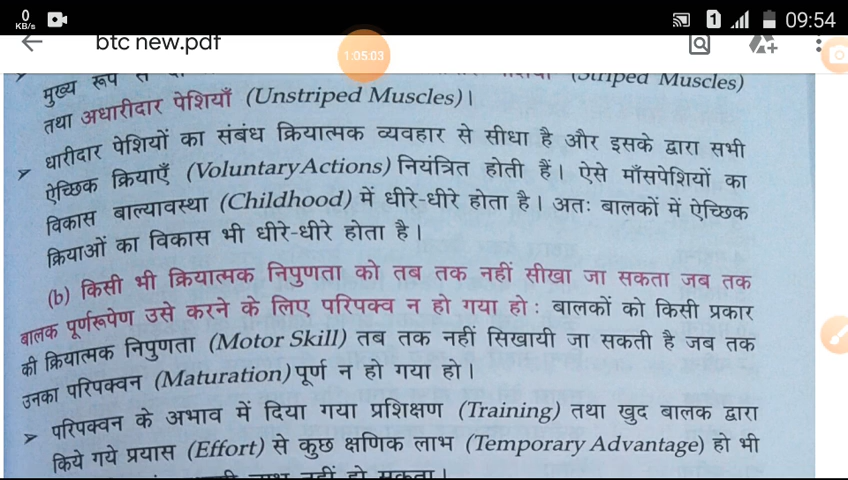 0
KB/s
1
09:54
btc new.pdf
1:05:03
मुख्य रूप (Striped Muscles)
तथा अधारीदार पेशियाँ (Unstriped Muscles)।
➤ धारीदार पेशियों का संबंध क्रियात्मक व्यवहार से सीधा है और इसके द्वारा सभी
ऐच्छिक क्रियाएँ (Voluntary Actions) नियंत्रित होती हैं। ऐसे माँसपेशियों का
विकास बाल्यावस्था (Childhood) में धीरे-धीरे होता है। अतः बालकों में ऐच्छिक
क्रियाओं का विकास भी धीरे-धीरे होता है।
(b) किसी भी क्रियात्मक निपुणता को तब तक नहीं सीखा जा सकता जब तक
बालक पूर्णरूपेण उसे करने के लिए परिपक्व न हो गया हो : बालकों को किसी प्रकार
की क्रियात्मक निपुणता (Motor Skill) तब तक नहीं सिखायी जा सकती है जब तक
उनका परिपक्वन (Maturation) पूर्ण न हो गया हो।
➤ परिपक्वन के अभाव में दिया गया प्रशिक्षण (Training) तथा खुद बालक द्वारा
किये गये प्रयास (Effort) से कुछ क्षणिक लाभ (Temporary Advantage) हो भी
लाभ नहीं हो सकता।